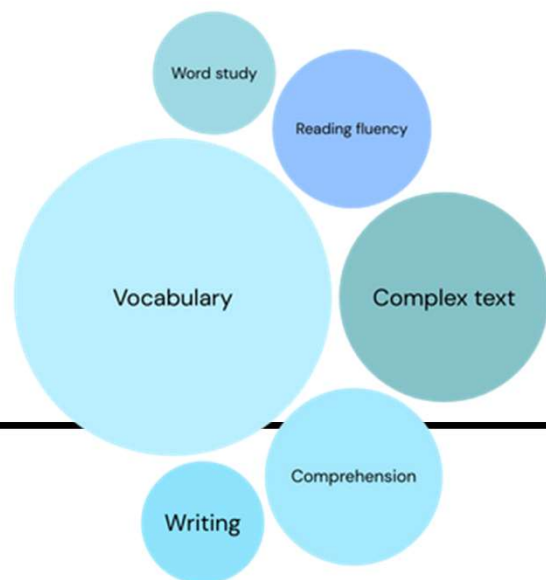 Word study
Reading fluency
Vocabulary
Complex text
Comprehension
Writing